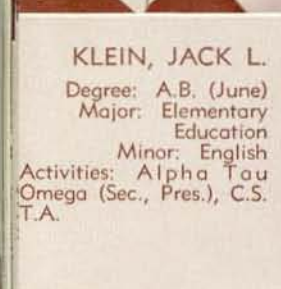 KLEIN, JACK L.
Degree: A.B. (June)
Major: Elementary
Education
Minor: English
Activities: Alpha Tau
Omega (Sec., Pres.), C.S.
T.A.